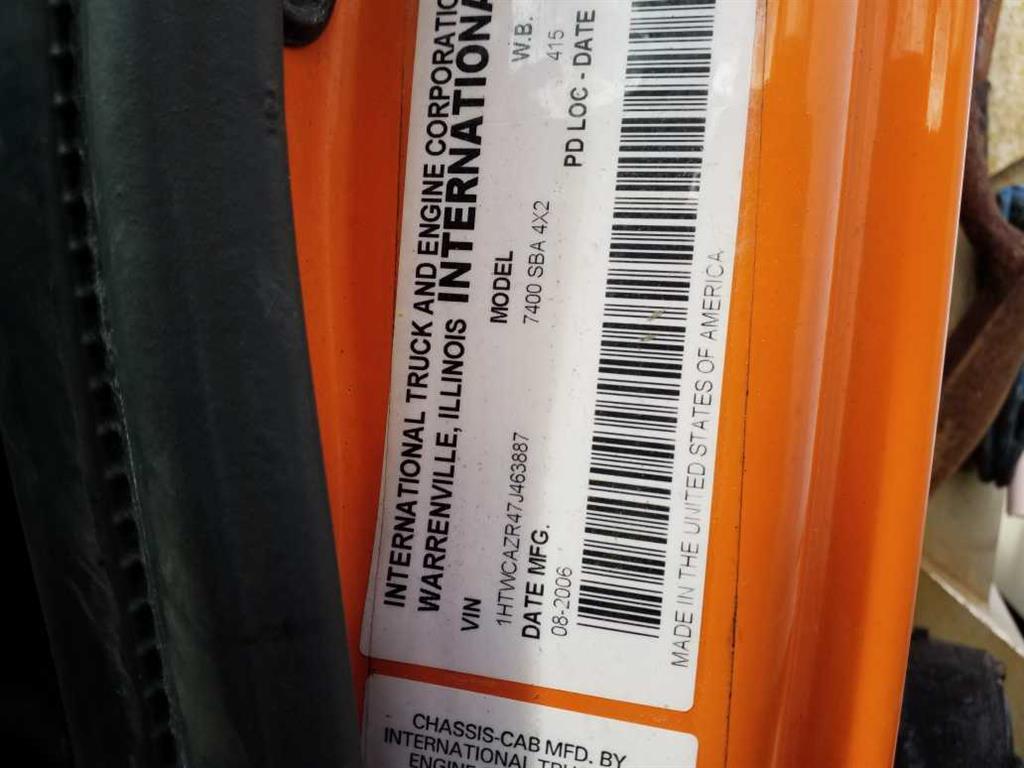 INTERNATIONAL TRUCK AND ENGINE CORPORATIO
WARRENVILLE, ILLINOIS INTERNATIONA
VIN MODEL W.B.
1HTWCAZR47J463887 7400 SBA 4X2 415
DATE MFG. PD LOC - DATE
08-2006
MADE IN THE UNITED STATES OF AMERICA
CHASSIS-CAB MFD. BY
INTERNATIONAL
ENGINE